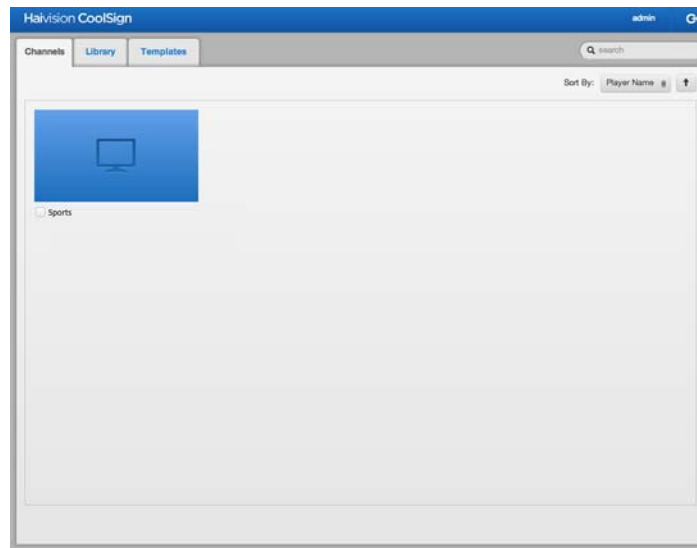 Haivision CoolSign
admin
Channels Library Templates
search
Sort By: Player Name
Sports